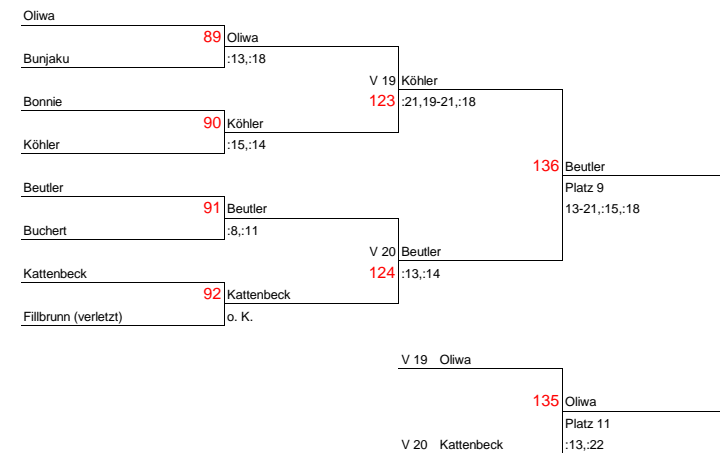 Oliwa
89 Oliwa
Bunjaku :13,:18
V 19 Köhler
Bonnie 123 :21,19-21,:18
90 Köhler
Köhler :15,:14
136 Beutler
Beutler Platz 9
91 Beutler 13-21,:15,:18
Buchert :8,:11
V 20 Beutler
Kattenbeck 124 :13,:14
92 Kattenbeck
Fillbrunn (verletzt) o. K.
V 19 Oliwa
135 Oliwa
Platz 11
V 20 Kattenbeck :13,:22